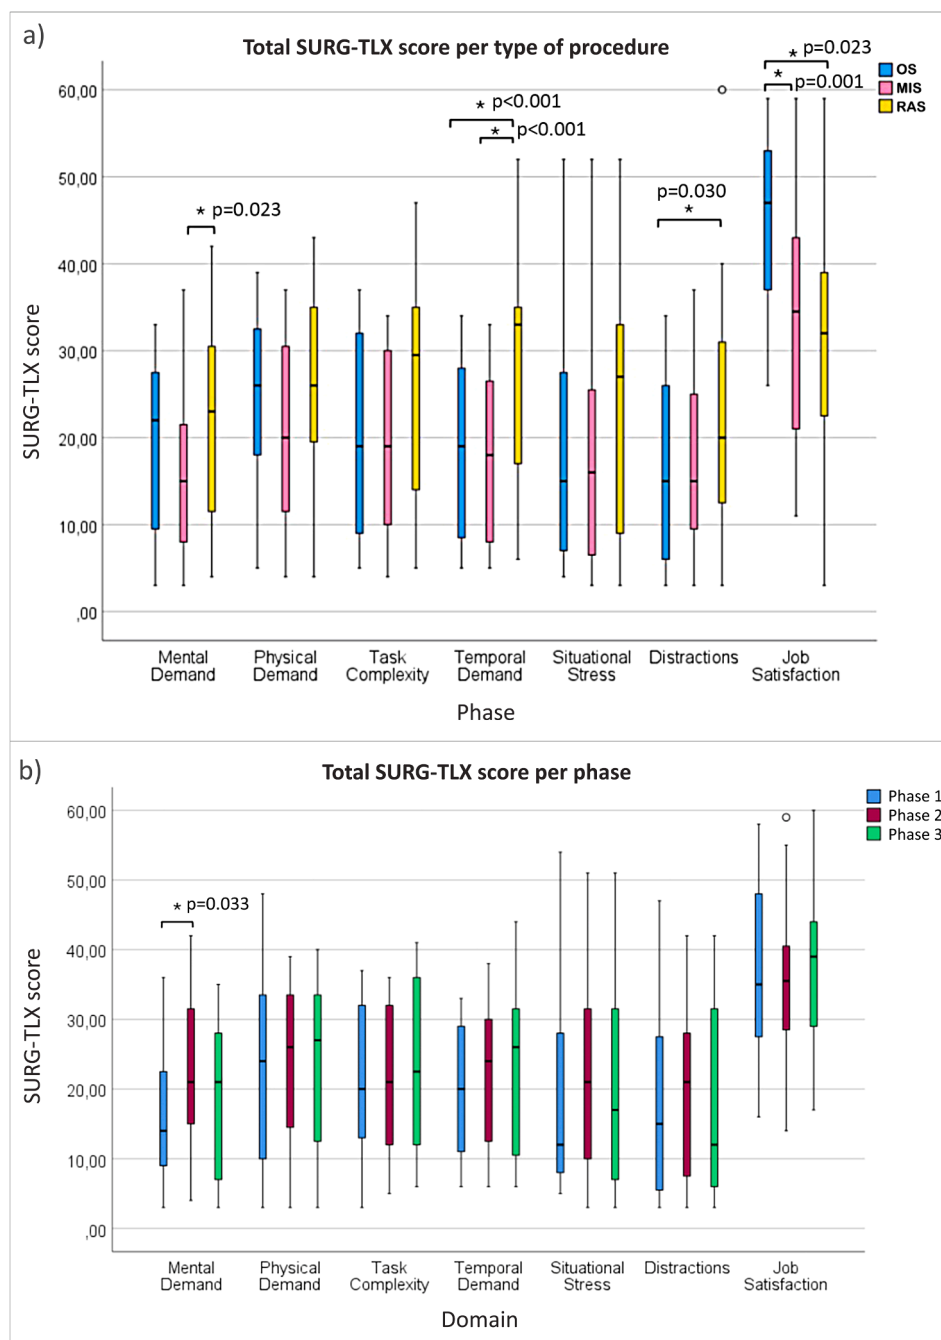 a)
Total SURG-TLX score per type of procedure
* p=0.023
OS
MIS
RAS
* p=0.001
60,00
* p<0.001
* p<0.001
50,00
p=0.030
*
* p=0.023
40,00
30,00
20,00
10,00
,00
SURG-TLX score
Mental Demand
Physical Demand
Task Complexity
Temporal Demand
Situational Stress
Distractions
Job Satisfaction
Phase
b)
Total SURG-TLX score per phase
Phase 1
Phase 2
Phase 3
60,00
50,00
* p=0.033
40,00
30,00
20,00
10,00
,00
SURG-TLX score
Mental Demand
Physical Demand
Task Complexity
Temporal Demand
Situational Stress
Distractions
Job Satisfaction
Domain